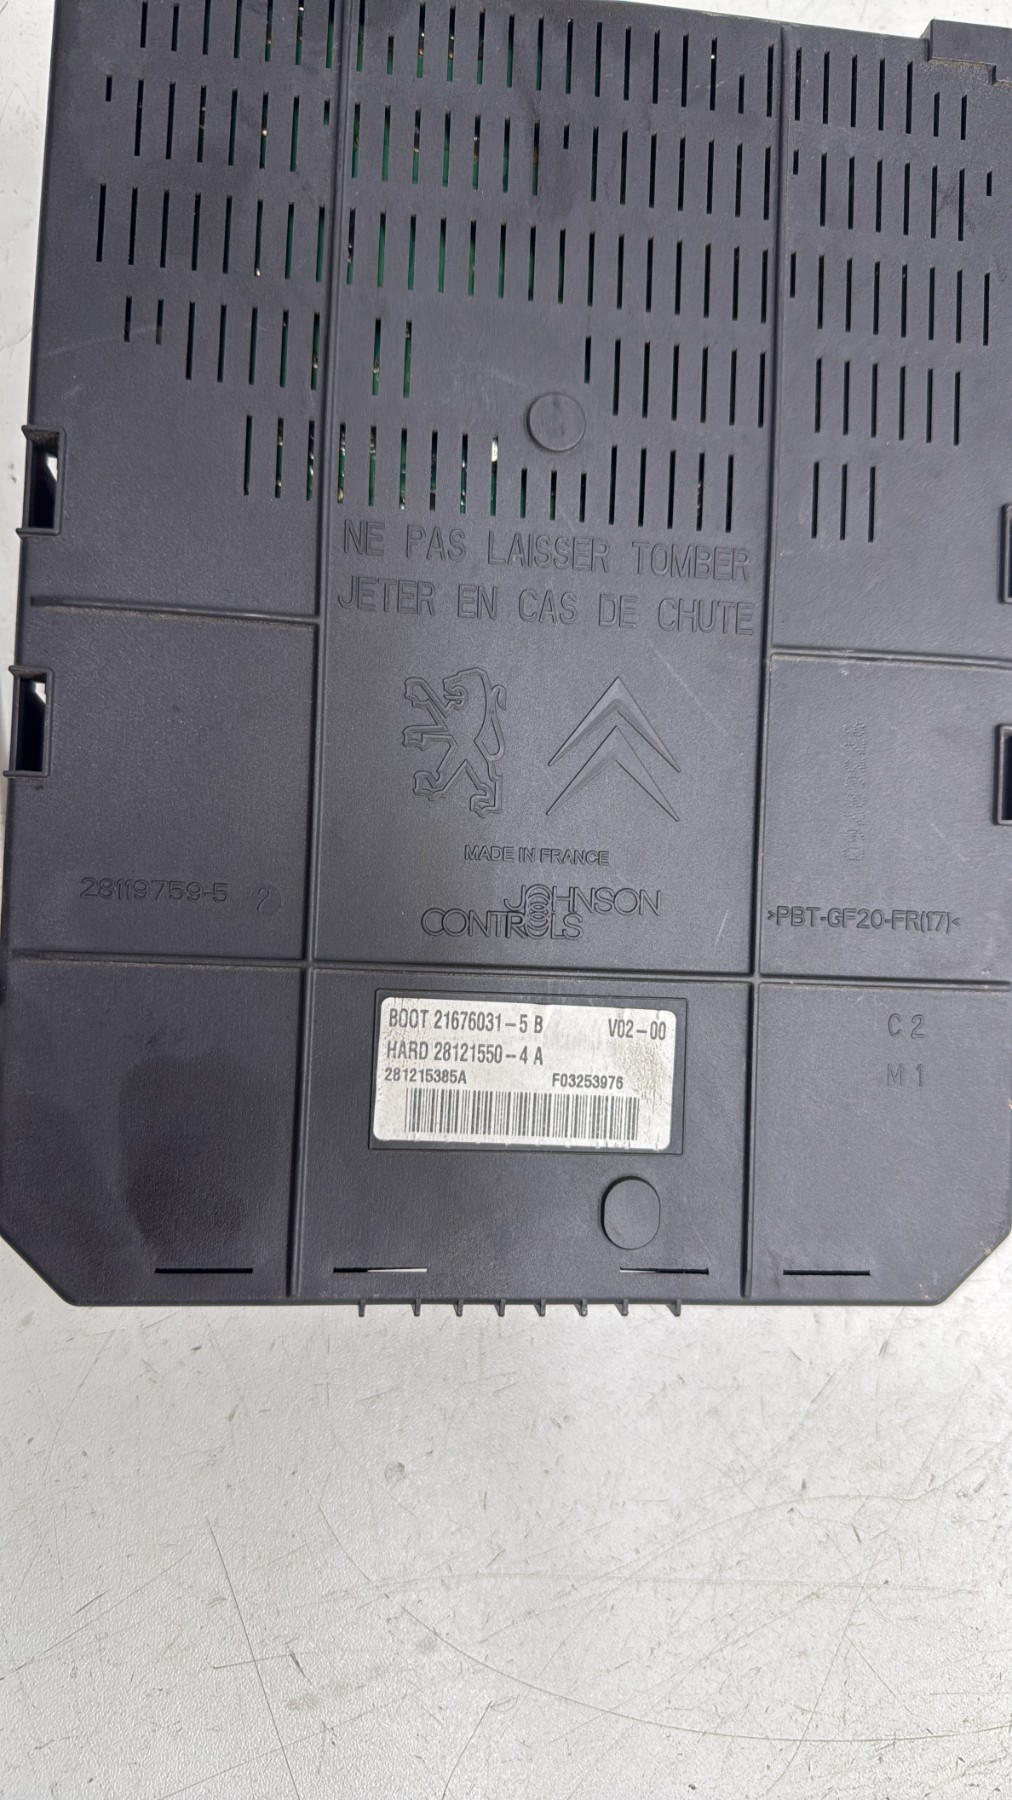 NE PAS LAISSER TOMBER
JETER EN CAS DE CHUTE
MADE IN FRANCE
JOHNSON
CONTROLS
28119759-5 2
>PBT-GF20-FR(17)<
BOOT 21676031-5 B V02-00
HARD 28121550-4 A
281215385A F03253976
C 2
M 1